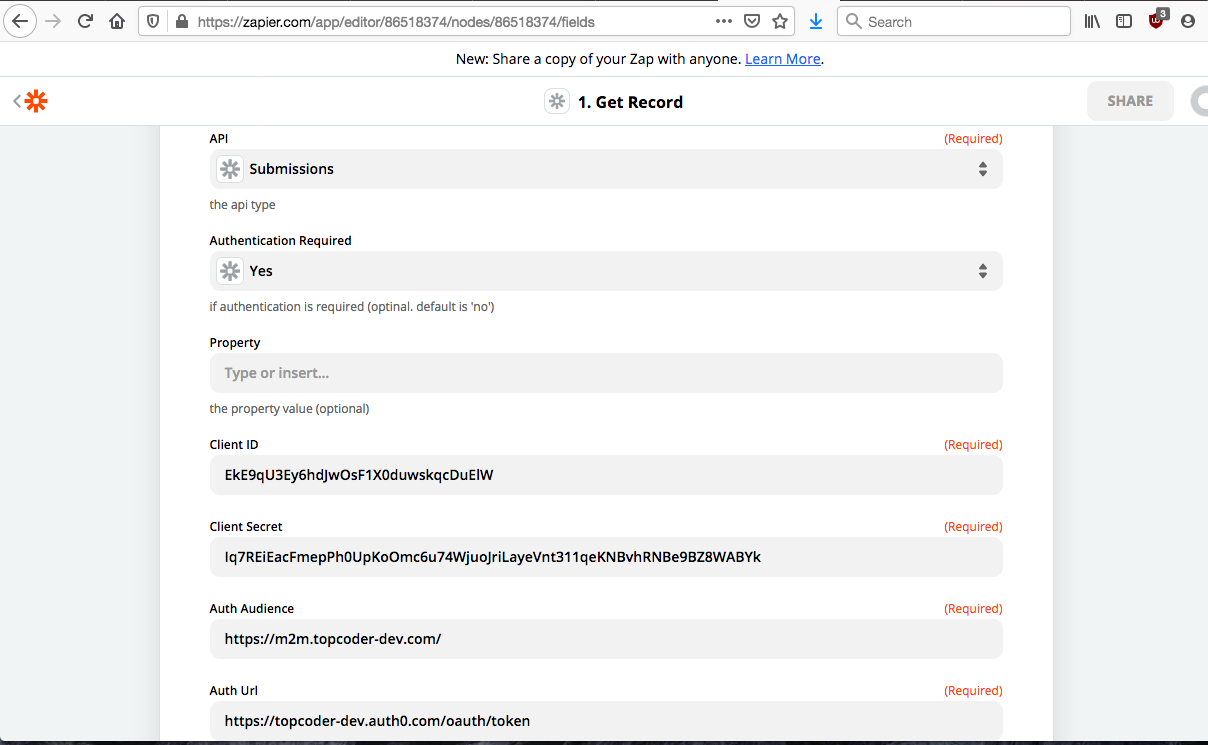 https://zapier.com/app/editor/86518374/nodes/86518374/fields
Search
3
New: Share a copy of your Zap with anyone. Learn More.
1. Get Record
SHARE
API (Required)
Submissions
the api type
Authentication Required
Yes
if authentication is required (optinal. default is 'no')
Property
Type or insert...
the property value (optional)
Client ID (Required)
EkE9qU3Ey6hdJwOsF1X0duwskqcDuElW
Client Secret (Required)
Iq7REiEacFmepPh0UpKoOmc6u74WjuoJriLayeVnt311qeKNBvhRNBe9BZ8WABYk
Auth Audience (Required)
https://m2m.topcoder-dev.com/
Auth Url (Required)
https://topcoder-dev.auth0.com/oauth/token